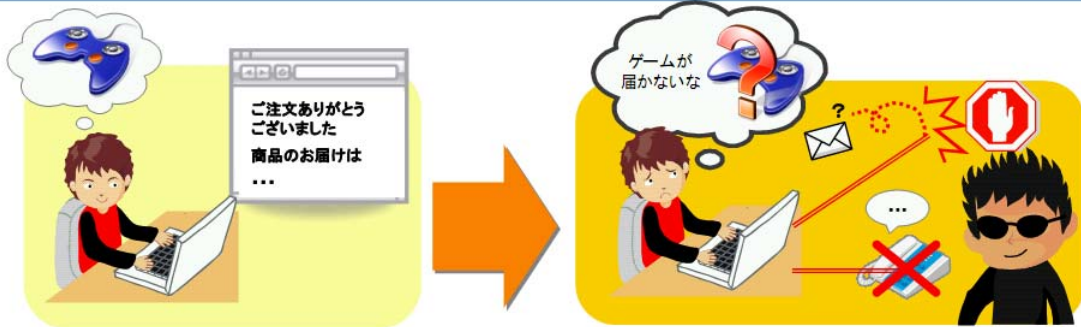 ご注文ありがとう
ございました
商品のお届けは
...
ゲームが
届かないな
?
?
...